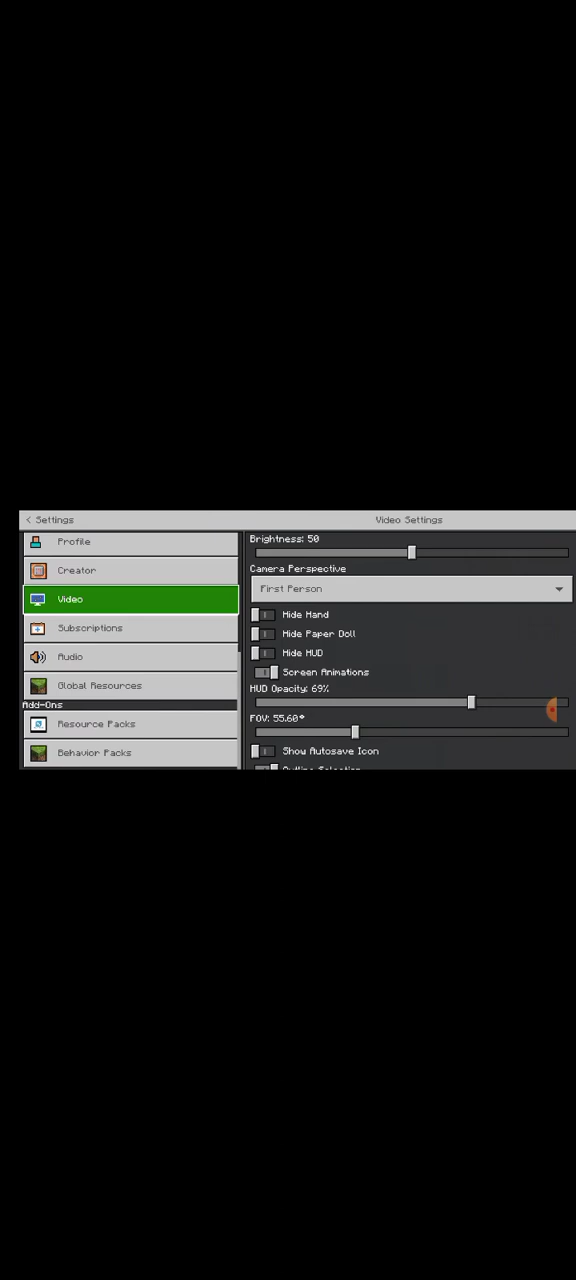 < Settings
Video Settings
Profile
Creator
Video
Subscriptions
Audio
Global Resources
Add-Ons
Resource Packs
Behavior Packs
Brightness: 50
Camera Perspective
First Person
Hide Hand
Hide Paper Doll
Hide HUD
Screen Animations
HUD Opacity: 69%
FOV: 55.60°
Show Autosave Icon
Outline Selection